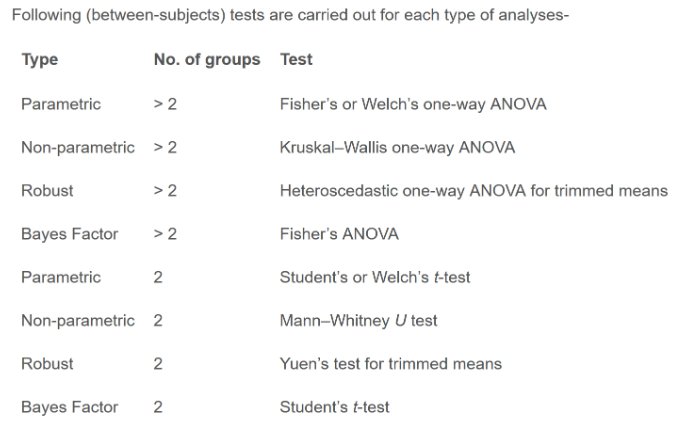 Following (between-subjects) tests are carried out for each type of analyses-
Type No. of groups Test
Parametric > 2 Fisher’s or Welch’s one-way ANOVA
Non-parametric > 2 Kruskal–Wallis one-way ANOVA
Robust > 2 Heteroscedastic one-way ANOVA for trimmed means
Bayes Factor > 2 Fisher’s ANOVA
Parametric 2 Student’s or Welch’s t-test
Non-parametric 2 Mann–Whitney U test
Robust 2 Yuen’s test for trimmed means
Bayes Factor 2 Student’s t-test